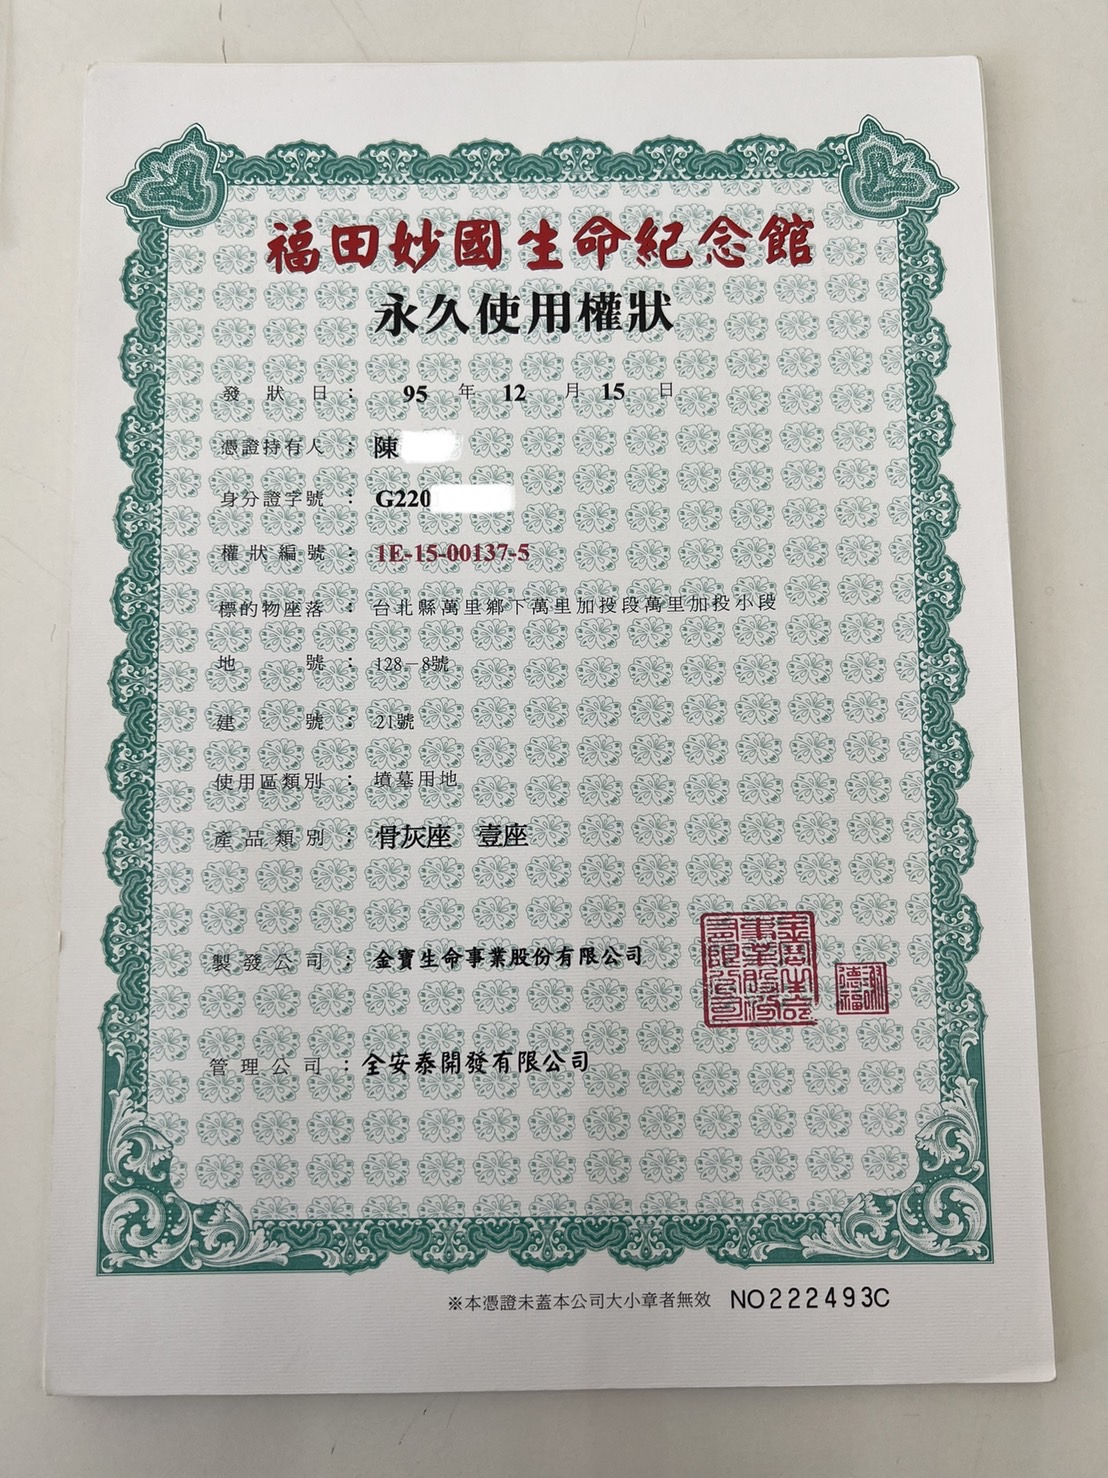 福田妙國生命紀念館
永久使用權狀
發狀日：95年12月15日
憑證持有人：陳
身分證字號：G220
權狀編號：1E-15-00137-5
標的物座落：台北縣萬里鄉下萬里加投段萬里加投小段
地號：128－8號
建號：21號
使用區類別：墳墓用地
產品類別：骨灰座 壹座
製發公司：金寶生命事業股份有限公司
管理公司：全安泰開發有限公司
※本憑證未蓋本公司大小章者無效 NO222493C